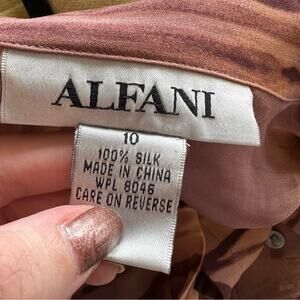 ALFANI
10
100% SILK
MADE IN CHINA
WPL 8046
CARE ON REVERSE